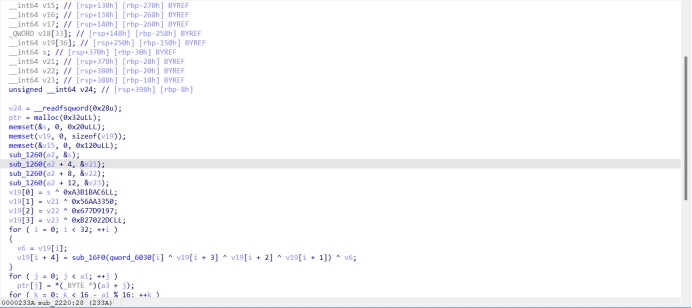 __int64 v15; // [rsp+130h] [rbp-270h] BYREF
__int64 v16; // [rsp+138h] [rbp-268h] BYREF
__int64 v17; // [rsp+140h] [rbp-260h] BYREF
_QWORD v18[33]; // [rsp+148h] [rbp-258h] BYREF
__int64 v19[36]; // [rsp+250h] [rbp-150h] BYREF
__int64 s; // [rsp+370h] [rbp-30h] BYREF
__int64 v21; // [rsp+378h] [rbp-28h] BYREF
__int64 v22; // [rsp+380h] [rbp-20h] BYREF
__int64 v23; // [rsp+388h] [rbp-18h] BYREF
unsigned __int64 v24; // [rsp+398h] [rbp-8h]
v24 = __readfsqword(0x28u);
ptr = malloc(0x32uLL);
memset(&s, 0, 0x20uLL);
memset(v19, 0, sizeof(v19));
memset(&v15, 0, 0x120uLL);
sub_1260(a2, &s);
sub_1260(a2 + 4, &v21);
sub_1260(a2 + 8, &v22);
sub_1260(a2 + 12, &v23);
v19[0] = s ^ 0xA3B1BAC6LL;
v19[1] = v21 ^ 0x56AA3350;
v19[2] = v22 ^ 0x677D9197;
v19[3] = v23 ^ 0xB27022DCLL;
for ( i = 0; i < 32; ++i )
{
v6 = v19[i];
v19[i + 4] = sub_16F0(qword_6030[i] ^ v19[i + 3] ^ v19[i + 2] ^ v19[i + 1]) ^ v6;
}
for ( j = 0; j < a1; ++j )
ptr[j] = *(_BYTE *)(a3 + j);
for ( k = 0; k < 16 - a1 % 16; ++k )
0000233A sub_2220:28 (233A)